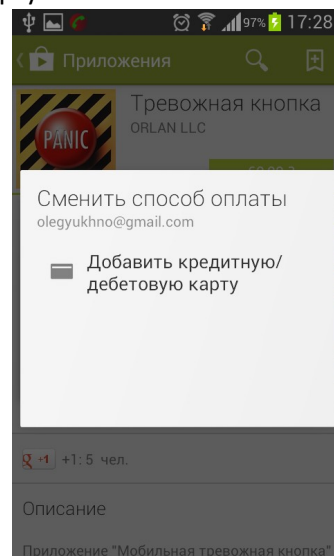 97% 17:28
Приложения
Тревожная кнопка
ORLAN LLC
PANIC
Сменить способ оплаты
olegyukhno@gmail.com
Добавить кредитную/
дебетовую карту
g +1 +1: 5 чел.
Описание
Приложение "Мобильная тревожная кнопка"